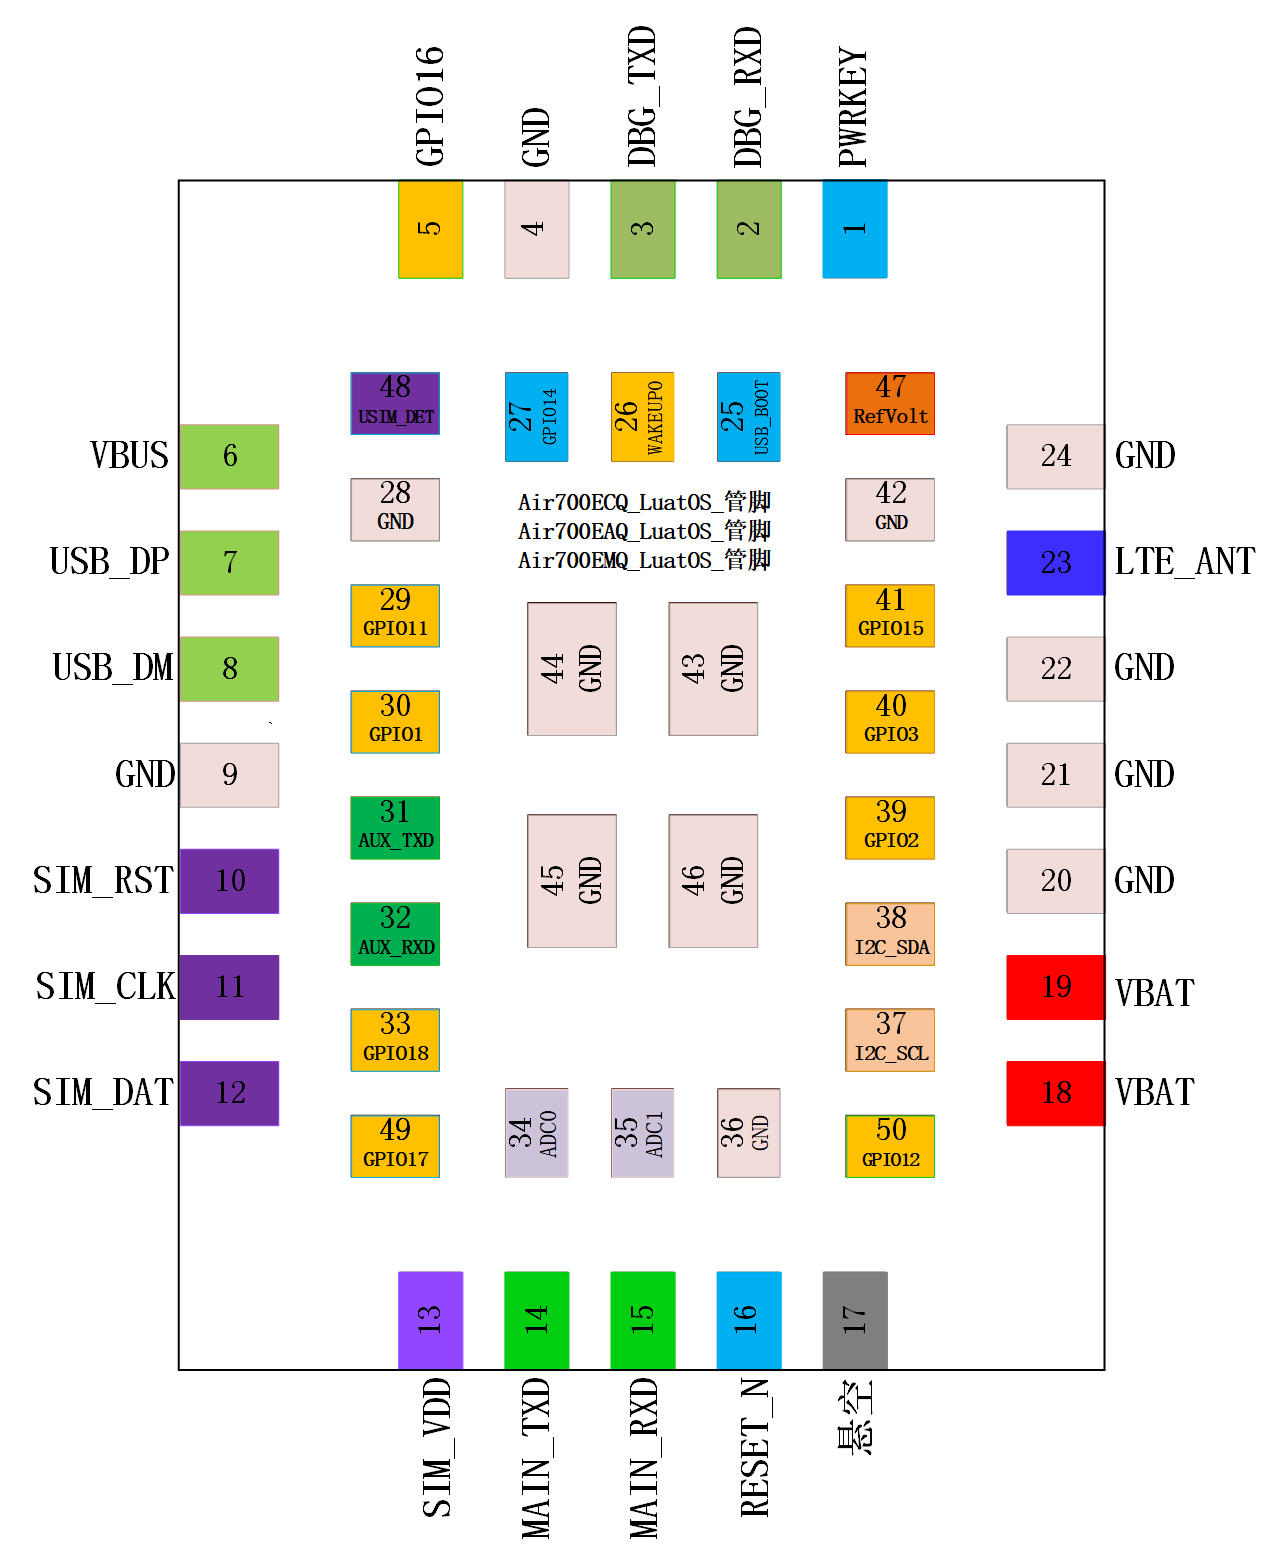 GPIO16
GND
DBG_TXD
DBG_RXD
PWRKEY
5
4
3
2
1
48
USIM_DET
27
GPIO14
26
WAKEUP0
25
USB_BOOT
47
RefVolt
VBUS
6
24
GND
28
GND
Air700ECQ_LuatOS_管脚
Air700EAQ_LuatOS_管脚
Air700EMQ_LuatOS_管脚
42
GND
USB_DP
7
23
LTE_ANT
29
GPIO11
41
GPIO15
USB_DM
8
44
GND
43
GND
22
GND
30
GPIO1
40
GPIO3
GND
9
21
GND
31
AUX_TXD
39
GPIO2
SIM_RST
10
45
GND
46
GND
20
GND
32
AUX_RXD
38
I2C_SDA
SIM_CLK
11
19
VBAT
33
GPIO18
37
I2C_SCL
SIM_DAT
12
18
VBAT
49
GPIO17
34
ADC0
35
ADC1
36
GND
50
GPIO12
13
14
15
16
17
SIM_VDD
MAIN_TXD
MAIN_RXD
RESET_N
悬空